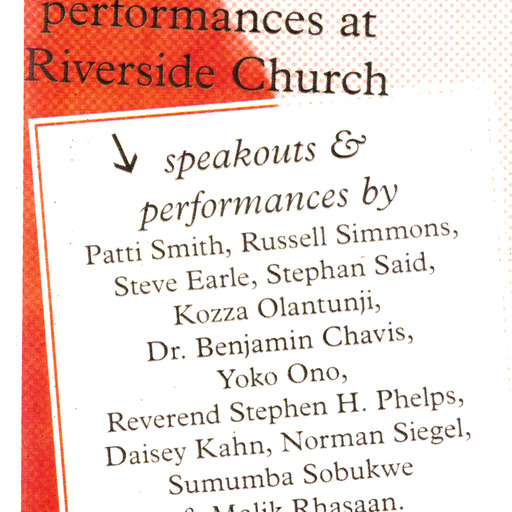 performances at
Riverside Church
speakouts &
performances by
Patti Smith, Russell Simmons,
Steve Earle, Stephan Said,
Kozza Olantunji,
Dr. Benjamin Chavis,
Yoko Ono,
Reverend Stephen H. Phelps,
Daisey Kahn, Norman Siegel,
Sumumba Sobukwe
& Malik Rhasaan.